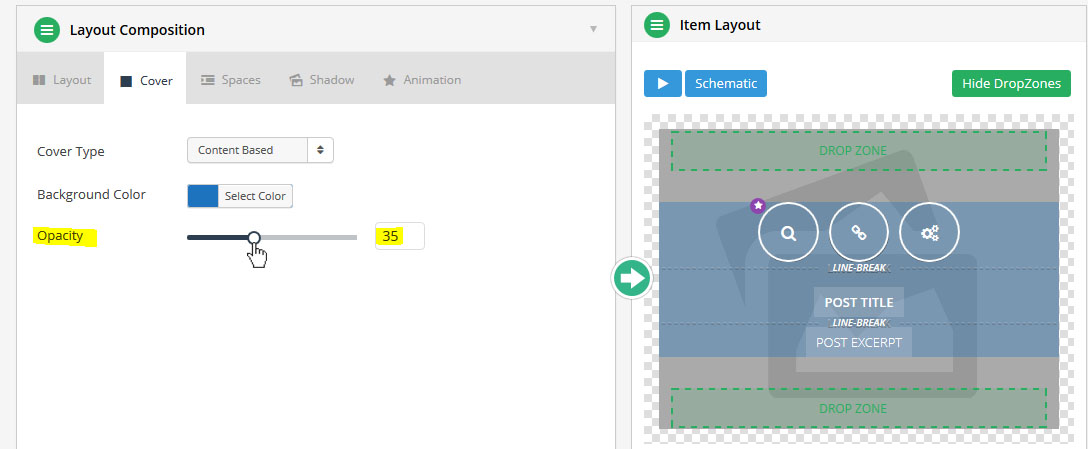 Layout Composition
Layout
Cover
Spaces
Shadow
Animation
Cover Type
Content Based
Background Color
Select Color
Opacity
35
Item Layout
Schematic
Hide DropZones
DROP ZONE
LINE-BREAK
POST TITLE
LINE-BREAK
POST EXCERPT
DROP ZONE